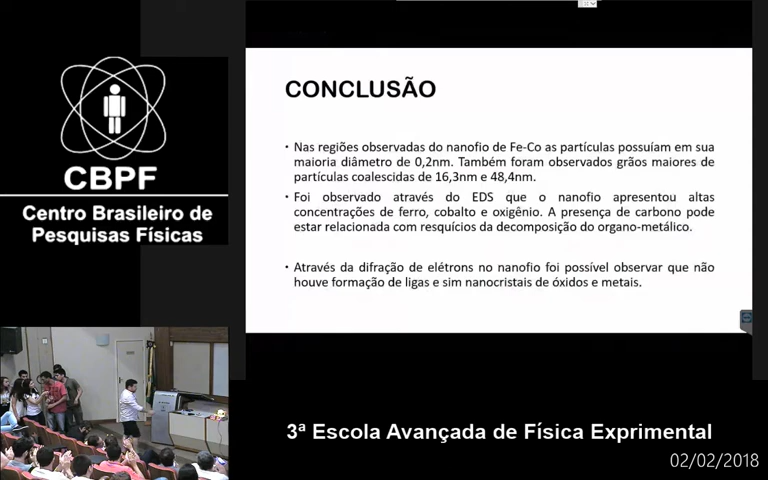 CBPF
Centro Brasileiro de
Pesquisas Físicas
CONCLUSÃO
• Nas regiões observadas do nanofio de Fe-Co as partículas possuíam em sua
maioria diâmetro de 0,2nm. Também foram observados grãos maiores de
partículas coalescidas de 16,3nm e 48,4nm.
• Foi observado através do EDS que o nanofio apresentou altas
concentrações de ferro, cobalto e oxigênio. A presença de carbono pode
estar relacionada com resquícios da decomposição do organo-metálico.
• Através da difração de elétrons no nanofio foi possível observar que não
houve formação de ligas e sim nanocristais de óxidos e metais.
3ª Escola Avançada de Física Exprimental
02/02/2018